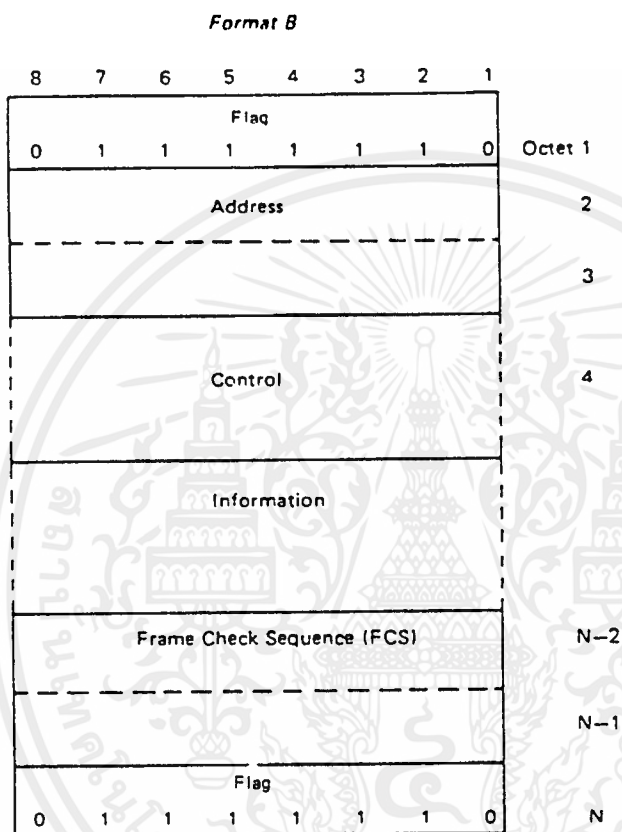 Format B
8 7 6 5 4 3 2 1
Flag
0 1 1 1 1 1 1 0 Octet 1
Address 2
3
Control 4
Information
Frame Check Sequence (FCS) N–2
N–1
Flag
0 1 1 1 1 1 1 0 N